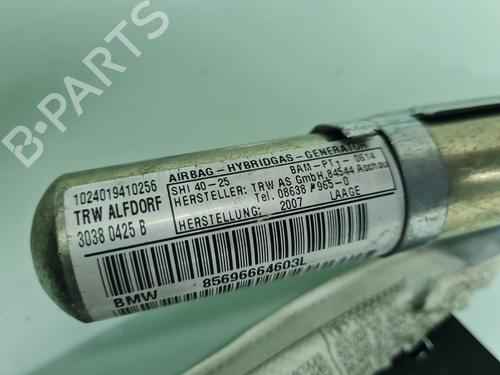 B-PARTS
1024019410256
TRW ALFDORF
3038 0425 B
AIRBAG - HYBRIDGAS - GENERATOR
SHI 40-25 BAM-PT1- 0614
HERSTELLER: TRW AS GmbH, 84544 Aschau
Tel. 08638 #965-0
HERSTELLUNG: 2007 LAAGE
BMW 85696664603L